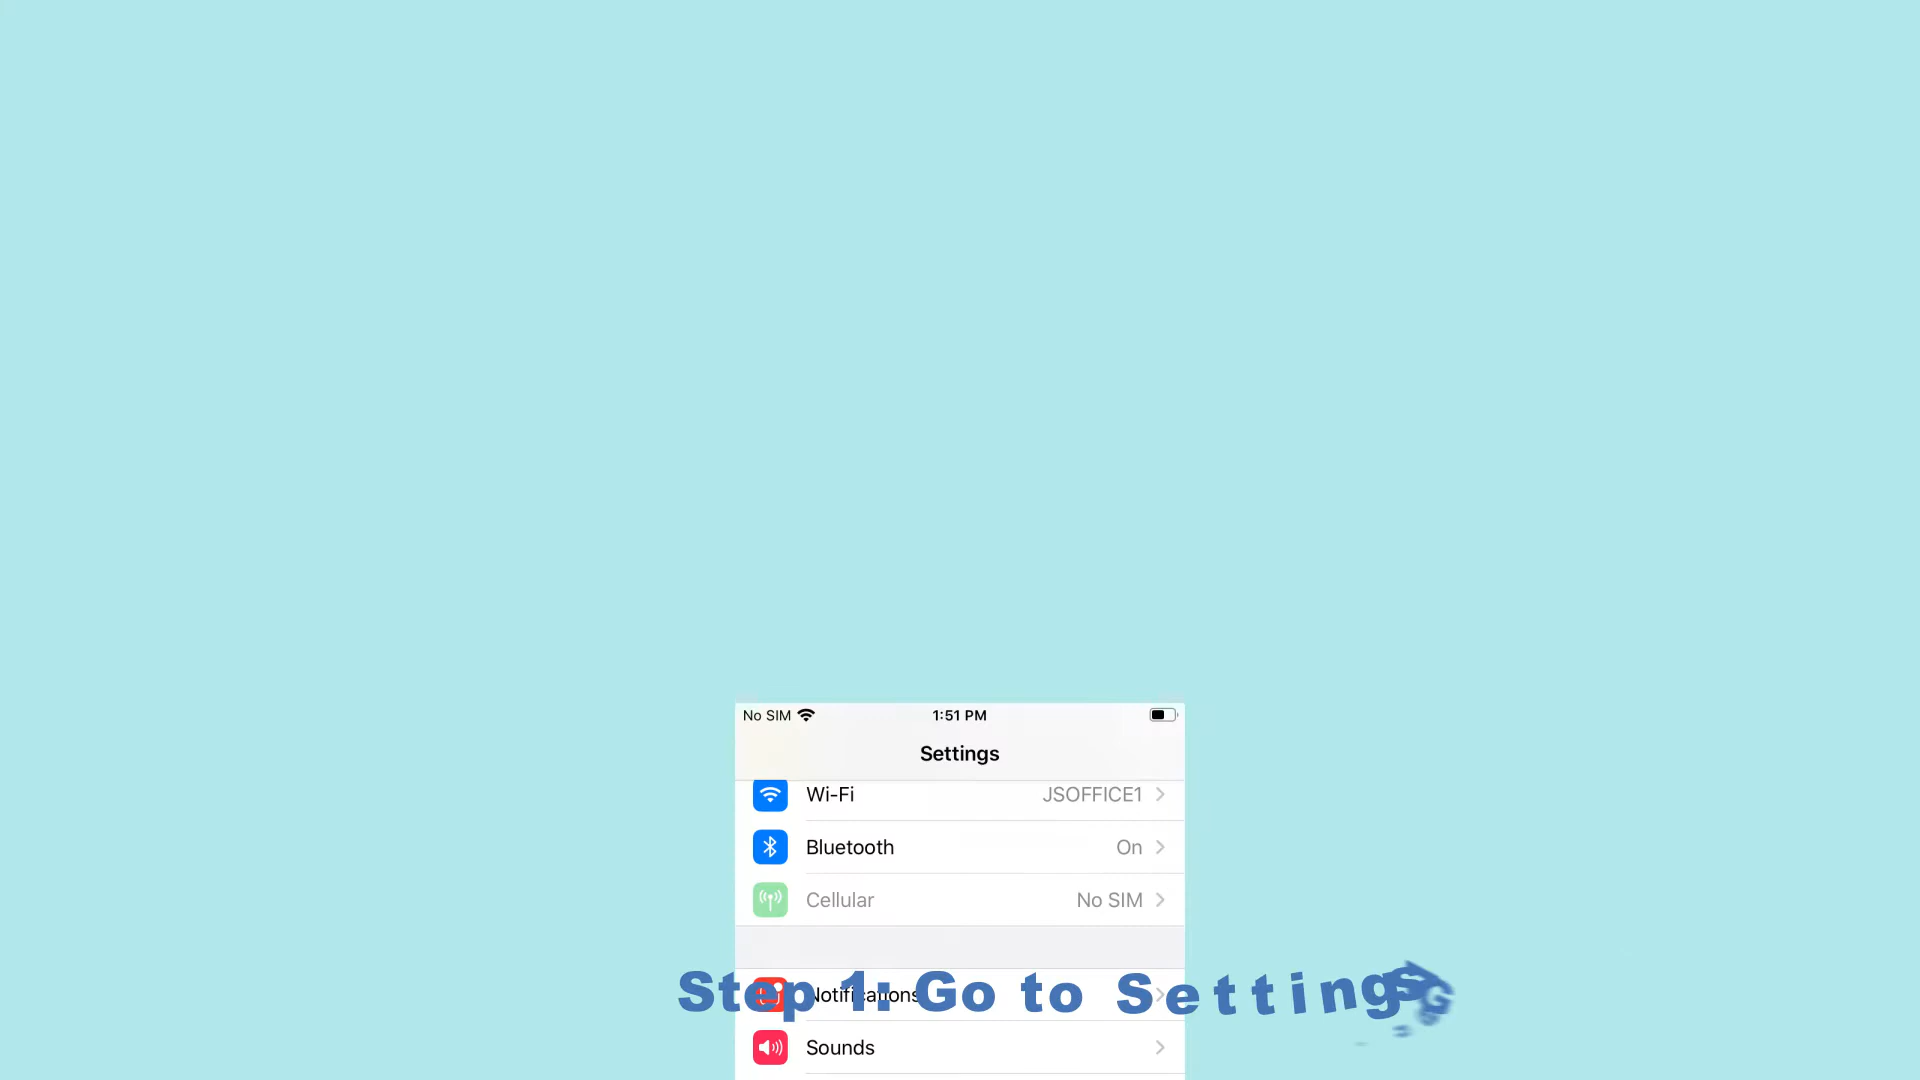 No SIM 1:51 PM
Settings
Wi-Fi JSOFFICE1
Bluetooth On
Cellular No SIM
Notifications
Step 1: Go to Settings
Sounds